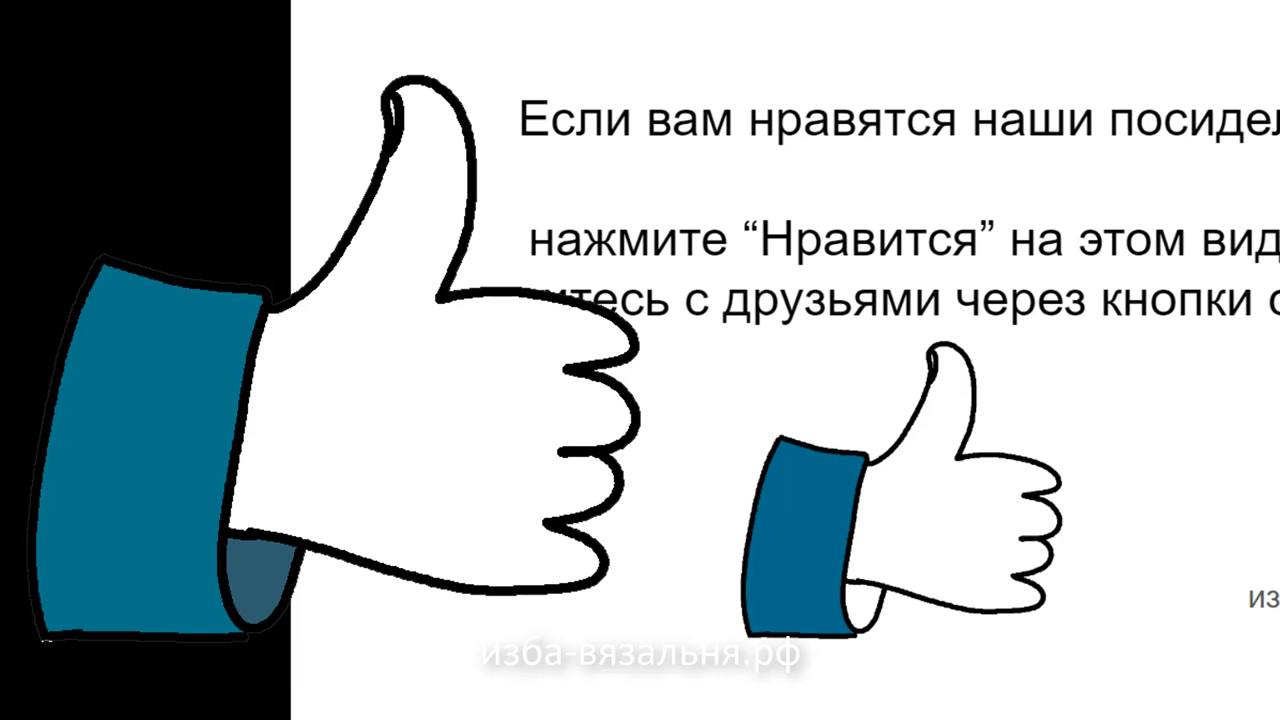 Если вам нравятся наши
нажмите “Нравится” на этом
с друзьями через кнопки
изба-вязальня.рф